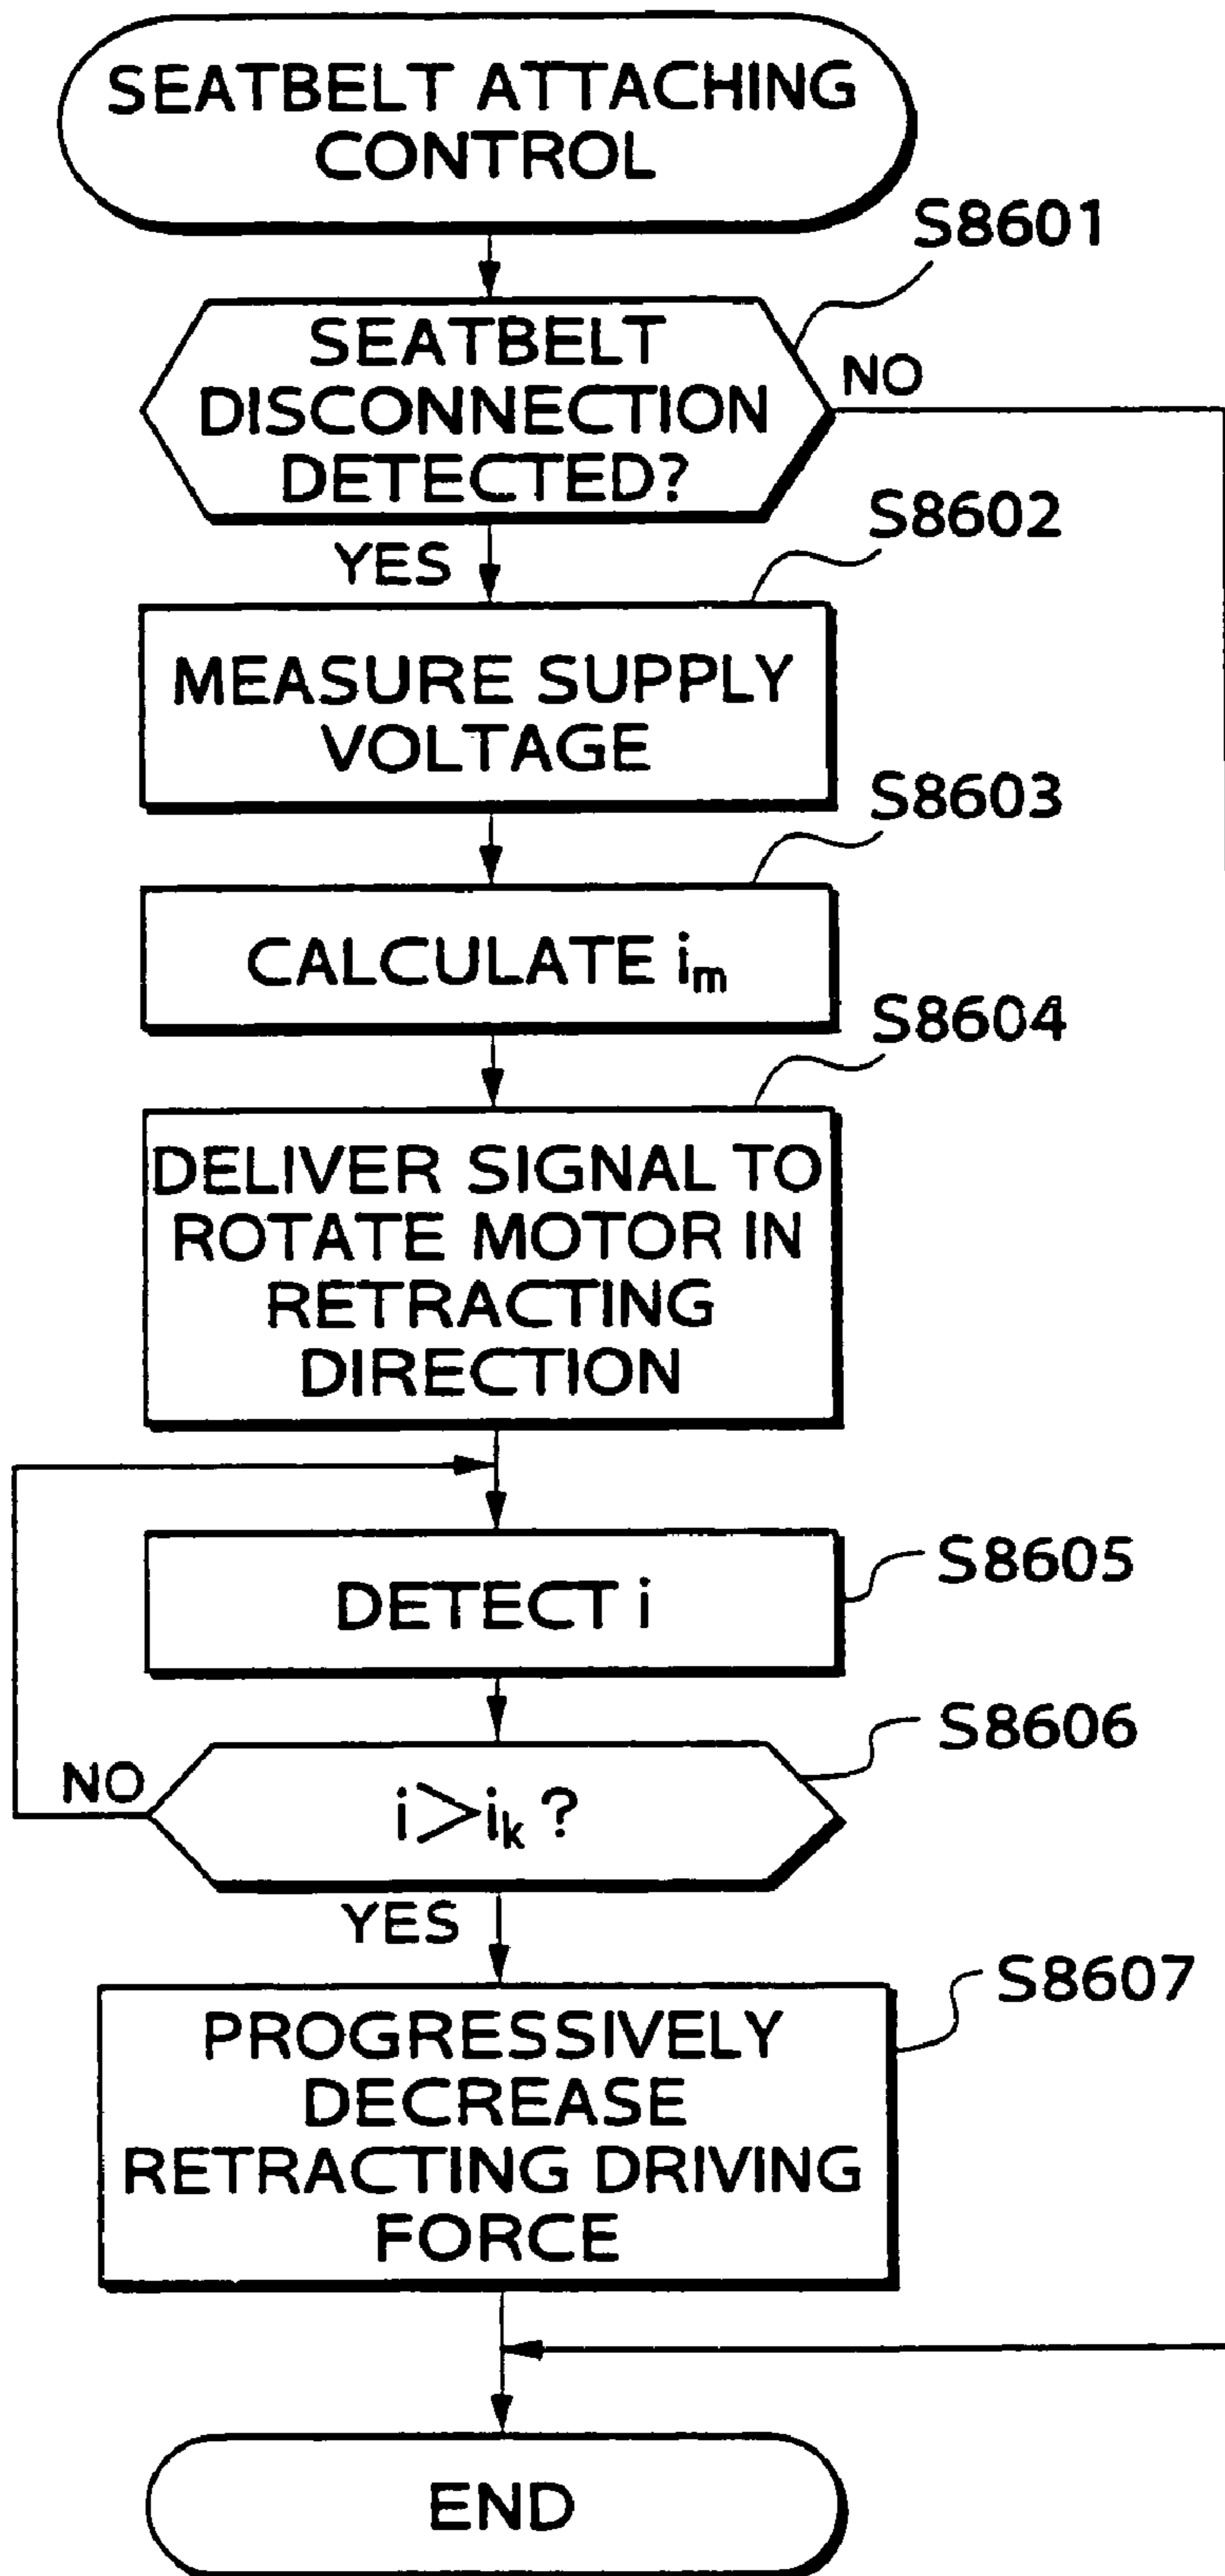 SEATBELT ATTACHING
CONTROL
S8601
SEATBELT
DISCONNECTION
DETECTED?
NO
YES
S8602
MEASURE SUPPLY
VOLTAGE
S8603
CALCULATE im
S8604
DELIVER SIGNAL TO
ROTATE MOTOR IN
RETRACTING
DIRECTION
DETECT i
S8605
S8606
i>ik ?
NO
YES
S8607
PROGRESSIVELY
DECREASE
RETRACTING DRIVING
FORCE
END